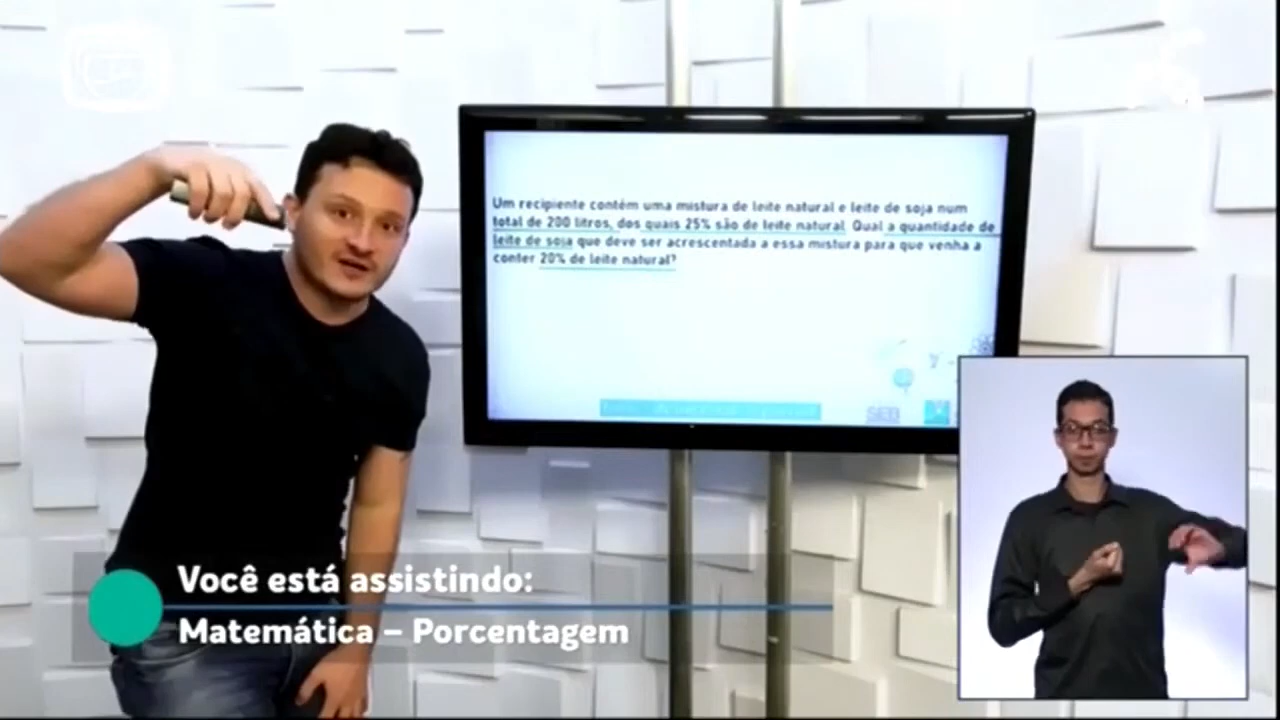 Um recipiente contém uma mistura de leite natural e leite de soja num
total de 200 litros, dos quais 25% são de leite natural. Qual a quantidade de
leite de soja que deve ser acrescentada a essa mistura para que venha a
conter 20% de leite natural?
SEB
Você está assistindo:
Matemática – Porcentagem